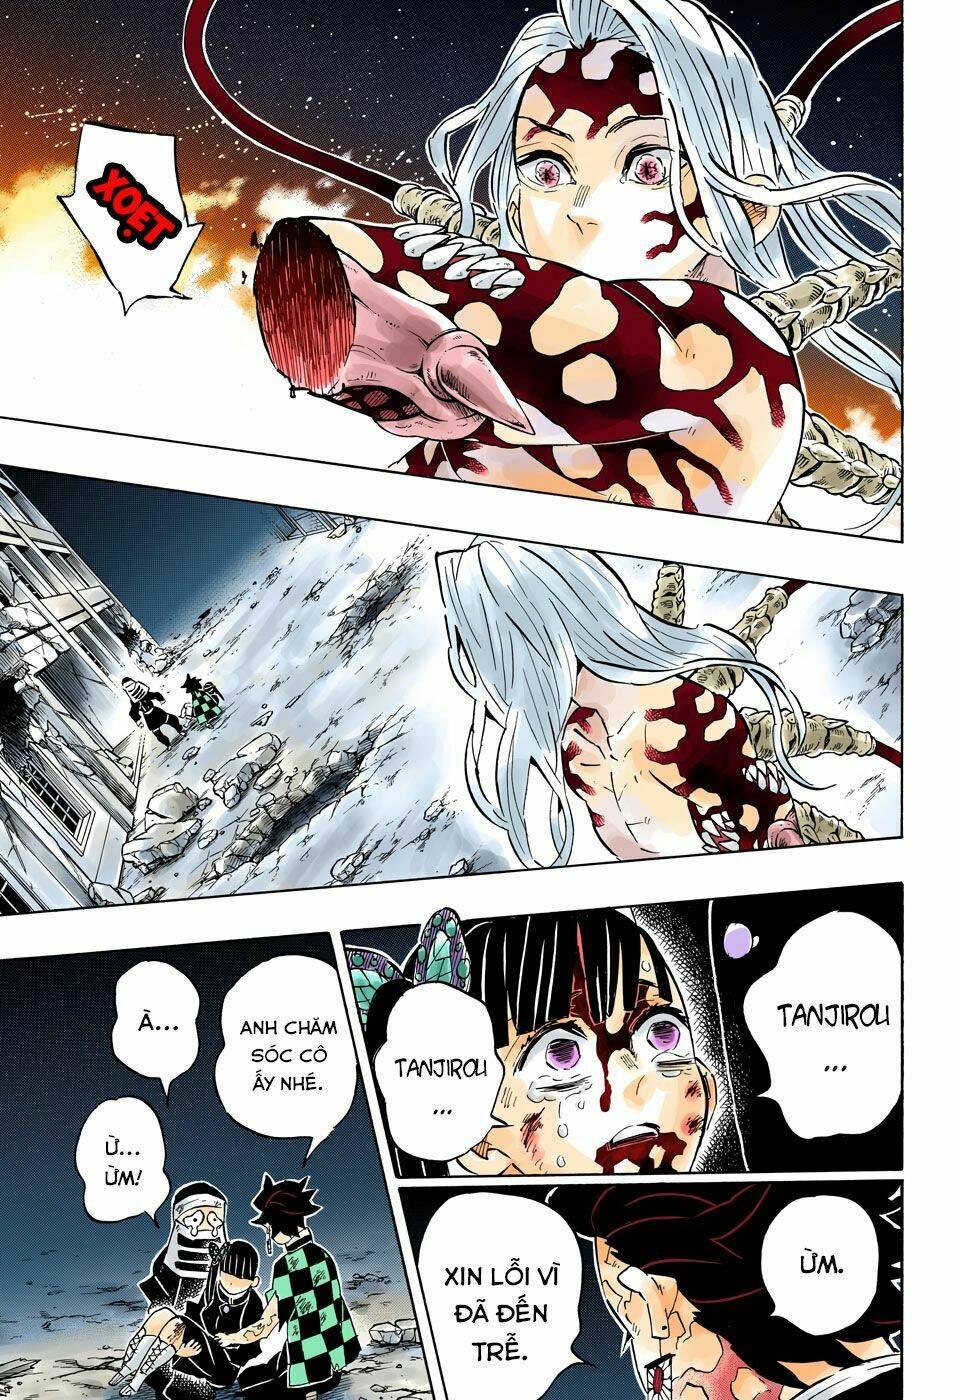 XOẸT
TANJIROU
...
TANJIROU
...
ỪM.
XIN LỖI VÌ
ĐÃ ĐẾN
TRỄ.
ANH CHĂM
SÓC CÔ
ẤY NHÉ.
À...
Ừ...
ỪM!